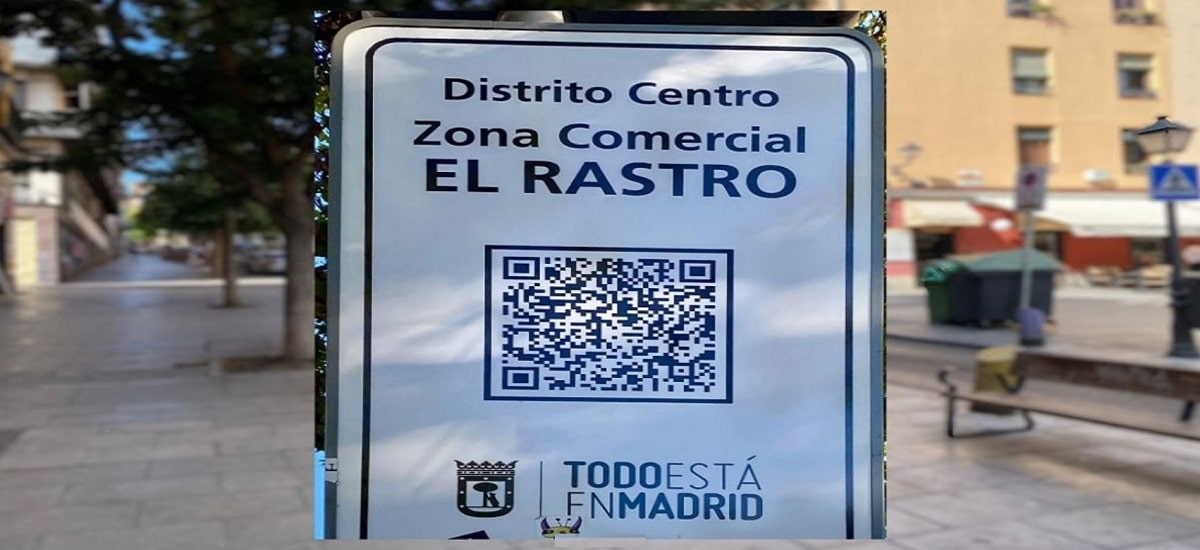 Distrito Centro
Zona Comercial
EL RASTRO
TODOESTÁ
ENMADRID